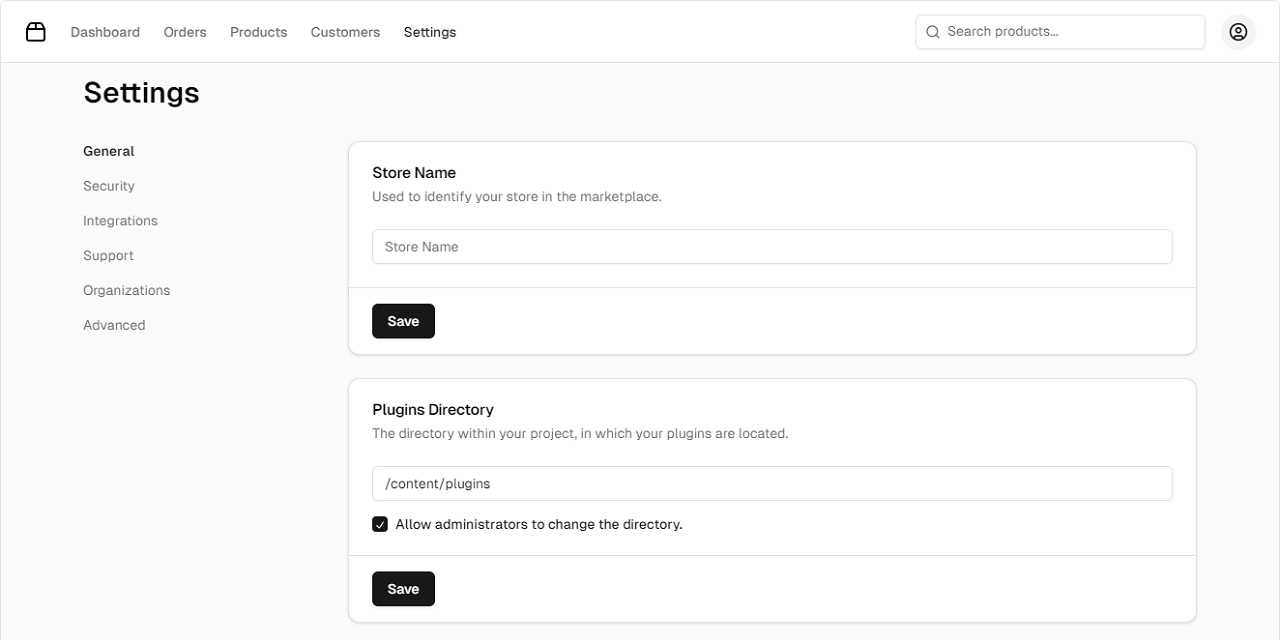 Dashboard Orders Products Customers Settings Search products...
Settings
General
Security
Integrations
Support
Organizations
Advanced
Store Name
Used to identify your store in the marketplace.
Store Name
Save
Plugins Directory
The directory within your project, in which your plugins are located.
/content/plugins
Allow administrators to change the directory.
Save